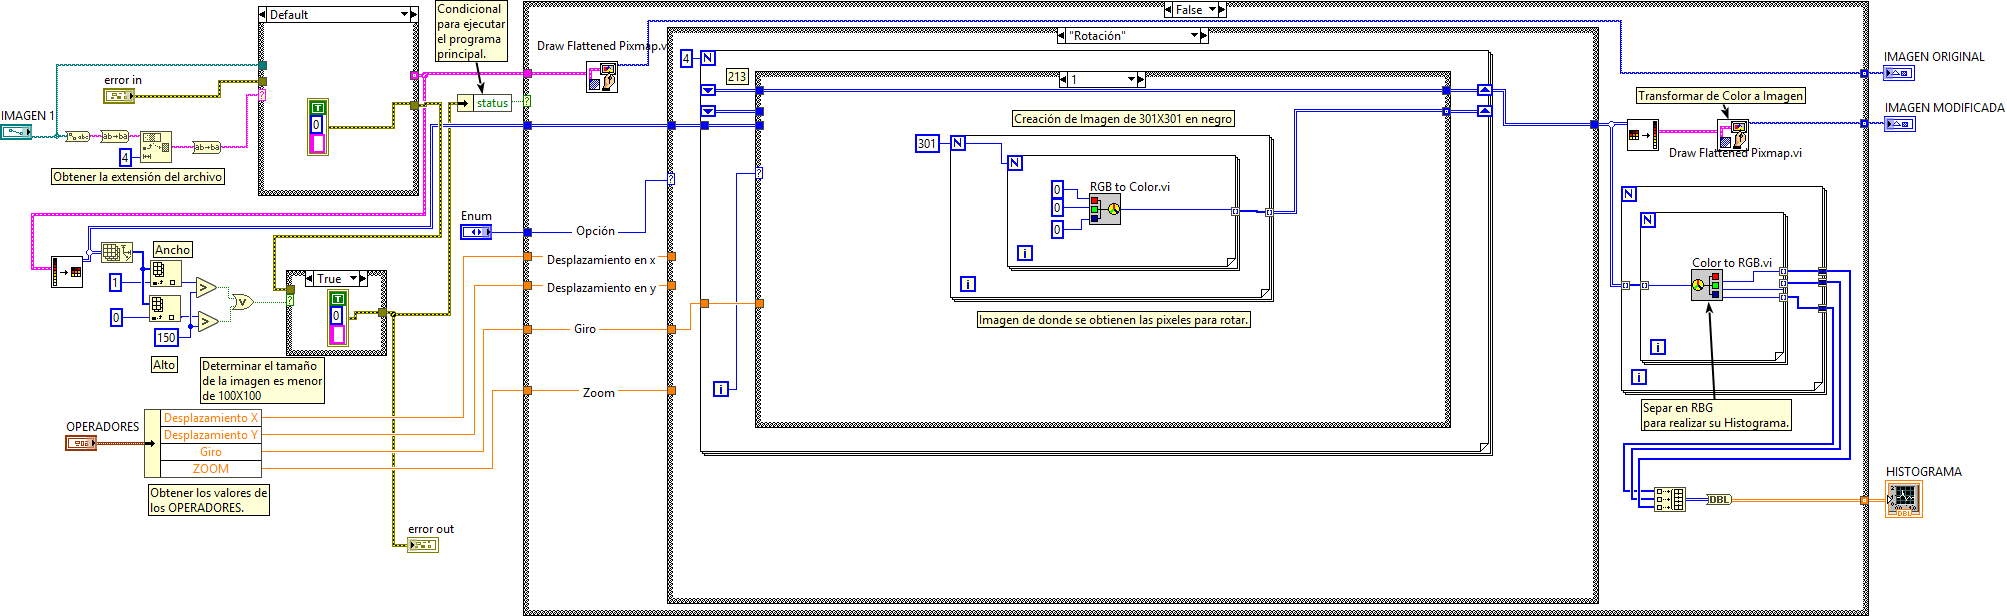 Default
error in
IMAGEN 1
4
Obtener la extensión del archivo
T
0
Condicional
para ejecutar
el programa
principal.
status
Ancho
1
0
150
Alto
True
T
0
Determinar el tamaño
de la imagen es menor
de 100X100
OPERADORES
Desplazamiento X
Desplazamiento Y
Giro
ZOOM
Obtener los valores de
los OPERADORES.
error out
Enum
False
Draw Flattened Pixmap.v
Opción
Desplazamiento en x
Desplazamiento en y
Giro
Zoom
"Rotación"
4
N
213
1
Creación de Imagen de 301X301 en negro
301
N
N
0
0
0
RGB to Color.vi
i
i
Imagen de donde se obtienen las pixeles para rotar.
i
Transformar de Color a Imagen
Draw Flattened Pixmap.vi
N
N
Color to RGB.vi
i
i
Separ en RBG
para realizar su Histograma.
DBL
IMAGEN ORIGINAL
IMAGEN MODIFICADA
HISTOGRAMA
DBL